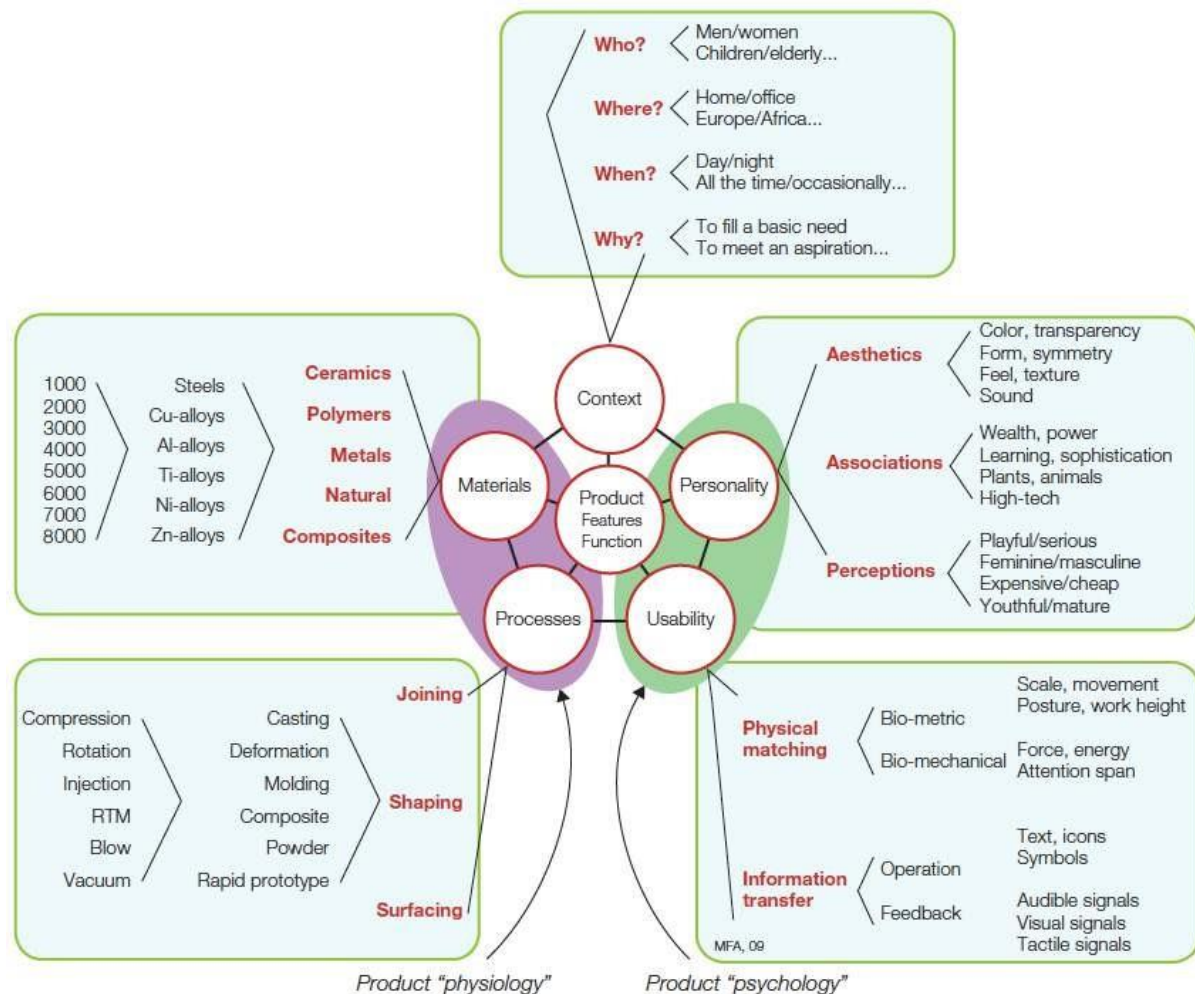 Who?
Men/women
Children/elderly...
Where?
Home/office
Europe/Africa...
When?
Day/night
All the time/occasionally...
Why?
To fill a basic need
To meet an aspiration...
1000
2000
3000
4000
5000
6000
7000
8000
Steels
Cu-alloys
Al-alloys
Ti-alloys
Ni-alloys
Zn-alloys
Ceramics
Polymers
Metals
Natural
Composites
Context
Materials
Product
Features
Function
Personality
Processes
Usability
Aesthetics
Color, transparency
Form, symmetry
Feel, texture
Sound
Associations
Wealth, power
Learning, sophistication
Plants, animals
High-tech
Perceptions
Playful/serious
Feminine/masculine
Expensive/cheap
Youthful/mature
Compression
Rotation
Injection
RTM
Blow
Vacuum
Casting
Deformation
Molding
Composite
Powder
Rapid prototype
Joining
Shaping
Surfacing
Physical
matching
Bio-metric
Scale, movement
Posture, work height
Bio-mechanical
Force, energy
Attention span
Information
transfer
Operation
Text, icons
Symbols
Feedback
Audible signals
Visual signals
Tactile signals
MFA, 09
Product “physiology”
Product “psychology”